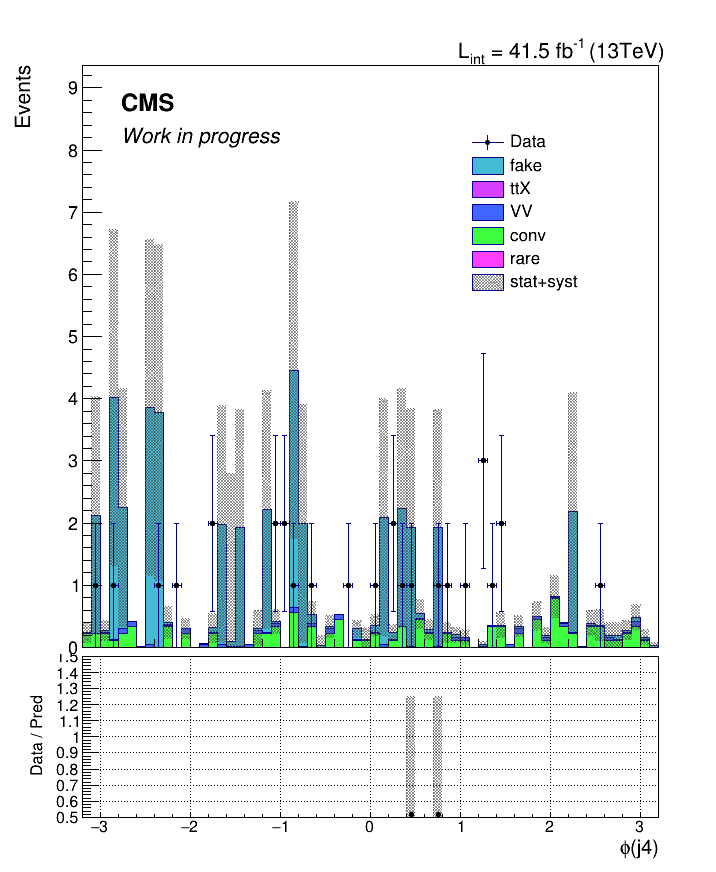 L_int = 41.5 fb^-1 (13TeV)
Events
CMS
Work in progress
Data
fake
ttX
VV
conv
rare
stat+syst
9
8
7
6
5
4
3
2
1
0
Data / Pred
1.5
1.4
1.3
1.2
1.1
1
0.9
0.8
0.7
0.6
0.5
−3 −2 −1 0 1 2 3
ϕ(j4)